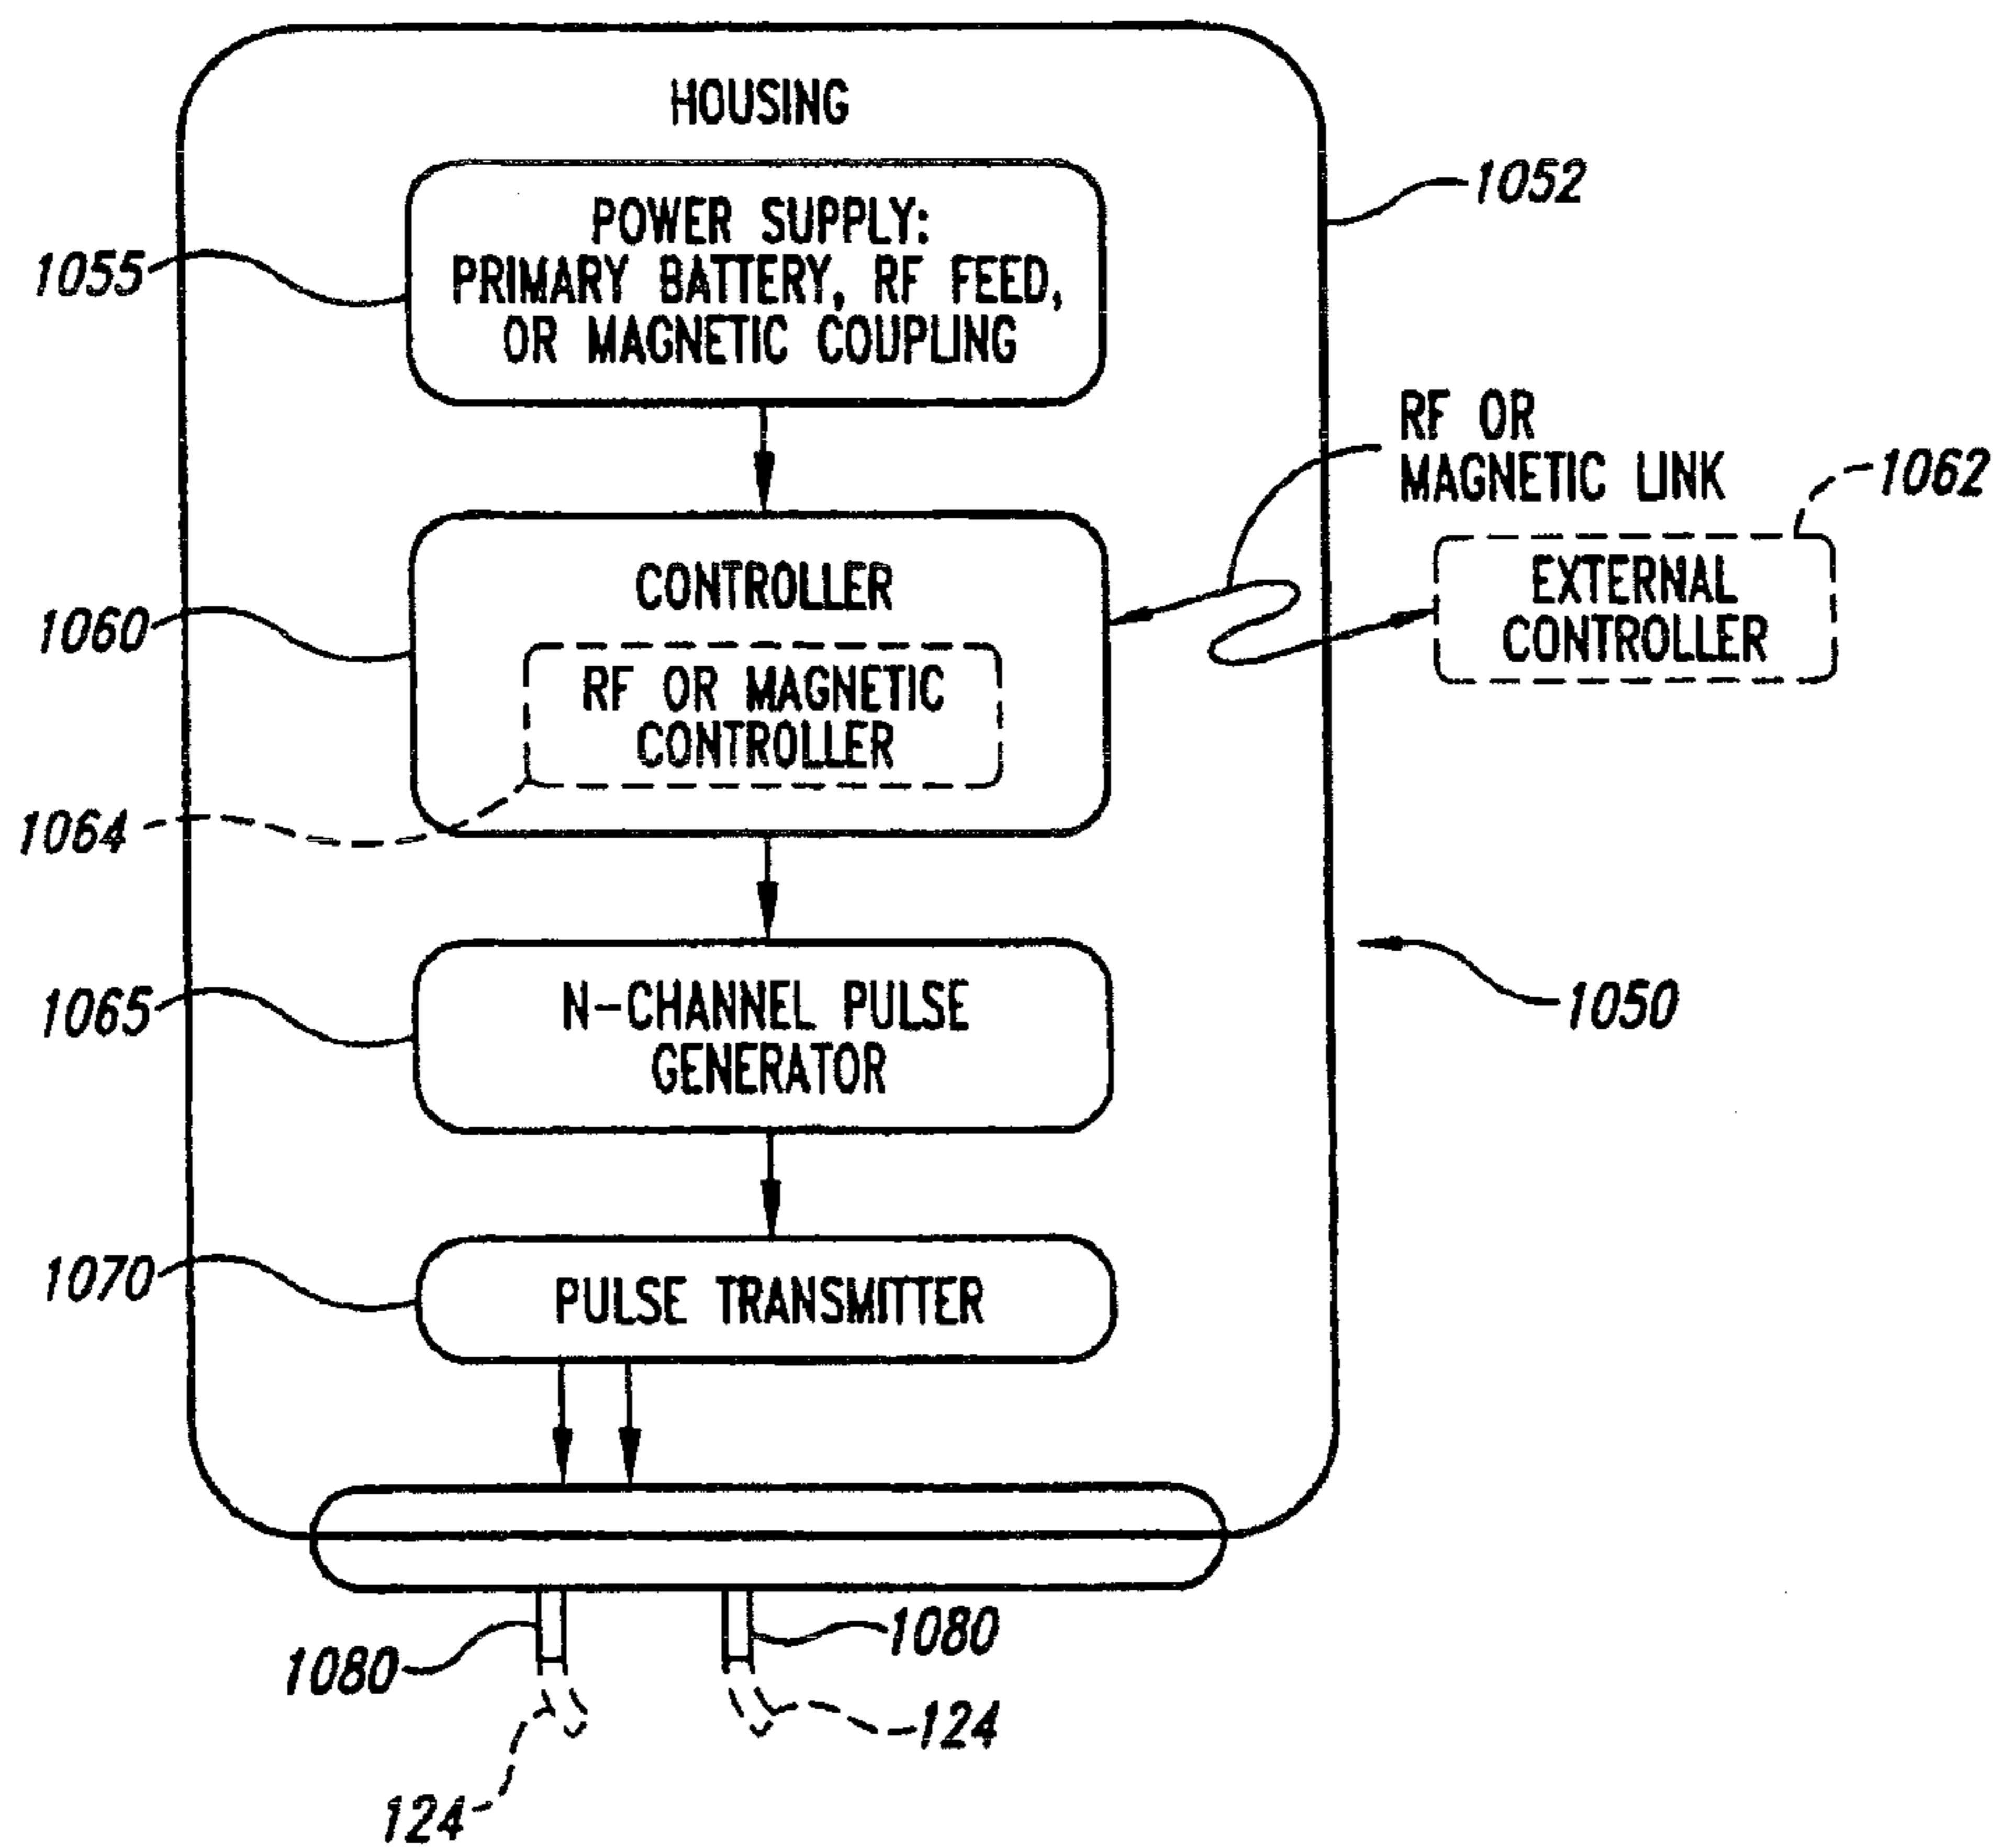 HOUSING
POWER SUPPLY:
PRIMARY BATTERY, RF FEED,
OR MAGNETIC COUPLING
1052
1055
RF OR
MAGNETIC LINK
1062
EXTERNAL
CONTROLLER
CONTROLLER
1060
RF OR MAGNETIC
CONTROLLER
1064
N-CHANNEL PULSE
GENERATOR
1065
1050
PULSE TRANSMITTER
1070
1080
1080
124
124